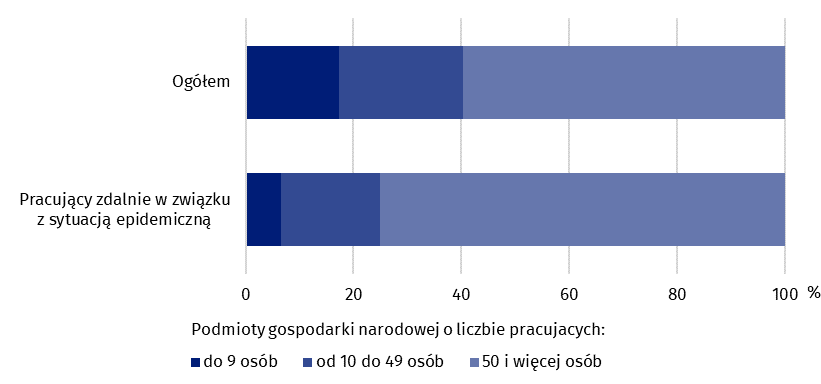 Ogółem
Pracujący zdalnie w związku
z sytuacją epidemiczną
0 20 40 60 80 100 %
Podmioty gospodarki narodowej o liczbie pracujacych:
do 9 osób od 10 do 49 osób 50 i więcej osób